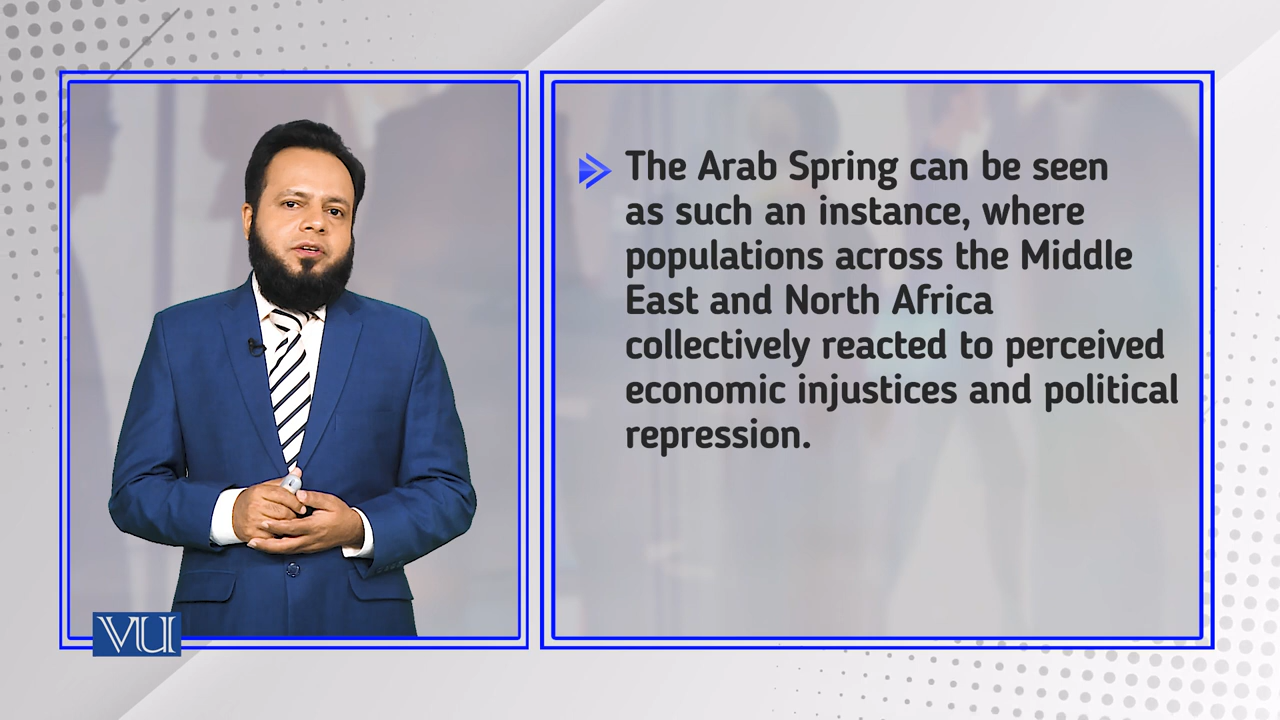 The Arab Spring can be seen
as such an instance, where
populations across the Middle
East and North Africa
collectively reacted to perceived
economic injustices and political
repression.
VU